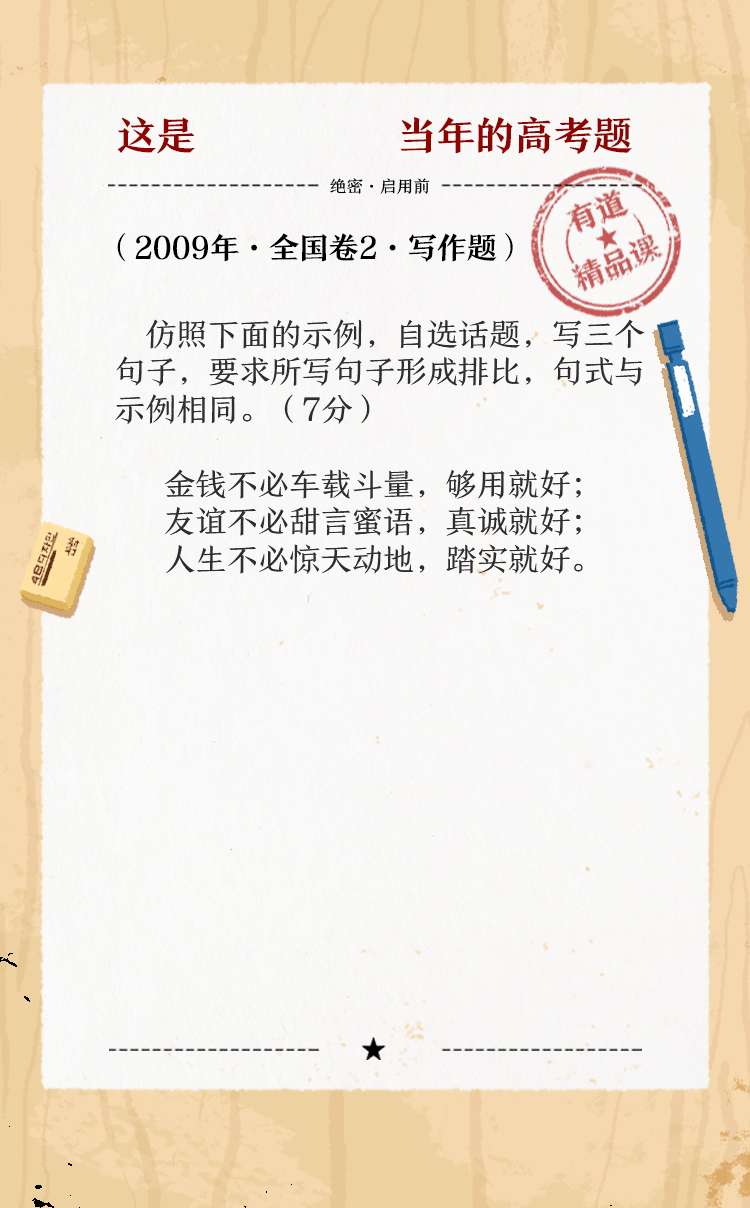 这是 当年的高考题
绝密·启用前
有道
精品课
（2009年·全国卷2·写作题）
仿照下面的示例，自选话题，写三个
句子，要求所写句子形成排比，句式与
示例相同。（7分）
金钱不必车载斗量，够用就好；
友谊不必甜言蜜语，真诚就好；
人生不必惊天动地，踏实就好。